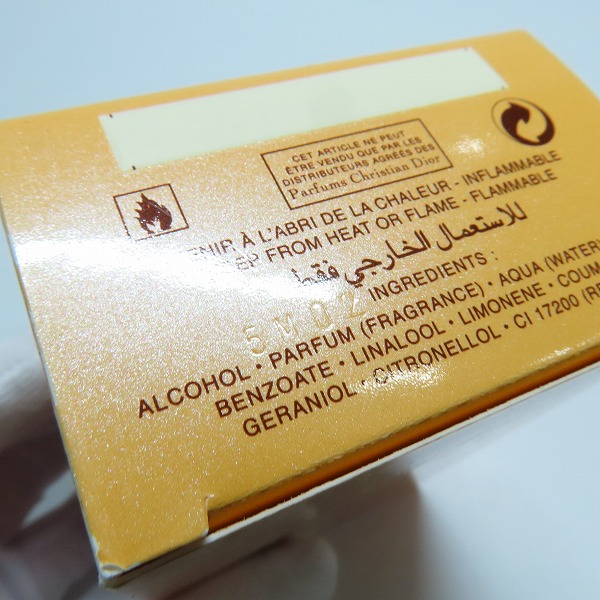 CET ARTICLE NE PEUT
ÊTRE VENDU QUE PAR LES
DISTRIBUTEURS AGRÉÉS DES
Parfums Christian Dior
À L'ABRI DE LA CHALEUR - INFLAMMABLE
FROM HEAT OR FLAME - FLAMMABLE
للاستعمال الخارجي فقط
INGREDIENTS :
ALCOHOL · PARFUM (FRAGRANCE) · AQUA (WATER)
BENZOATE · LINALOOL · LIMONENE · COUM
GERANIOL · CITRONELLOL · CI 17200 (RE